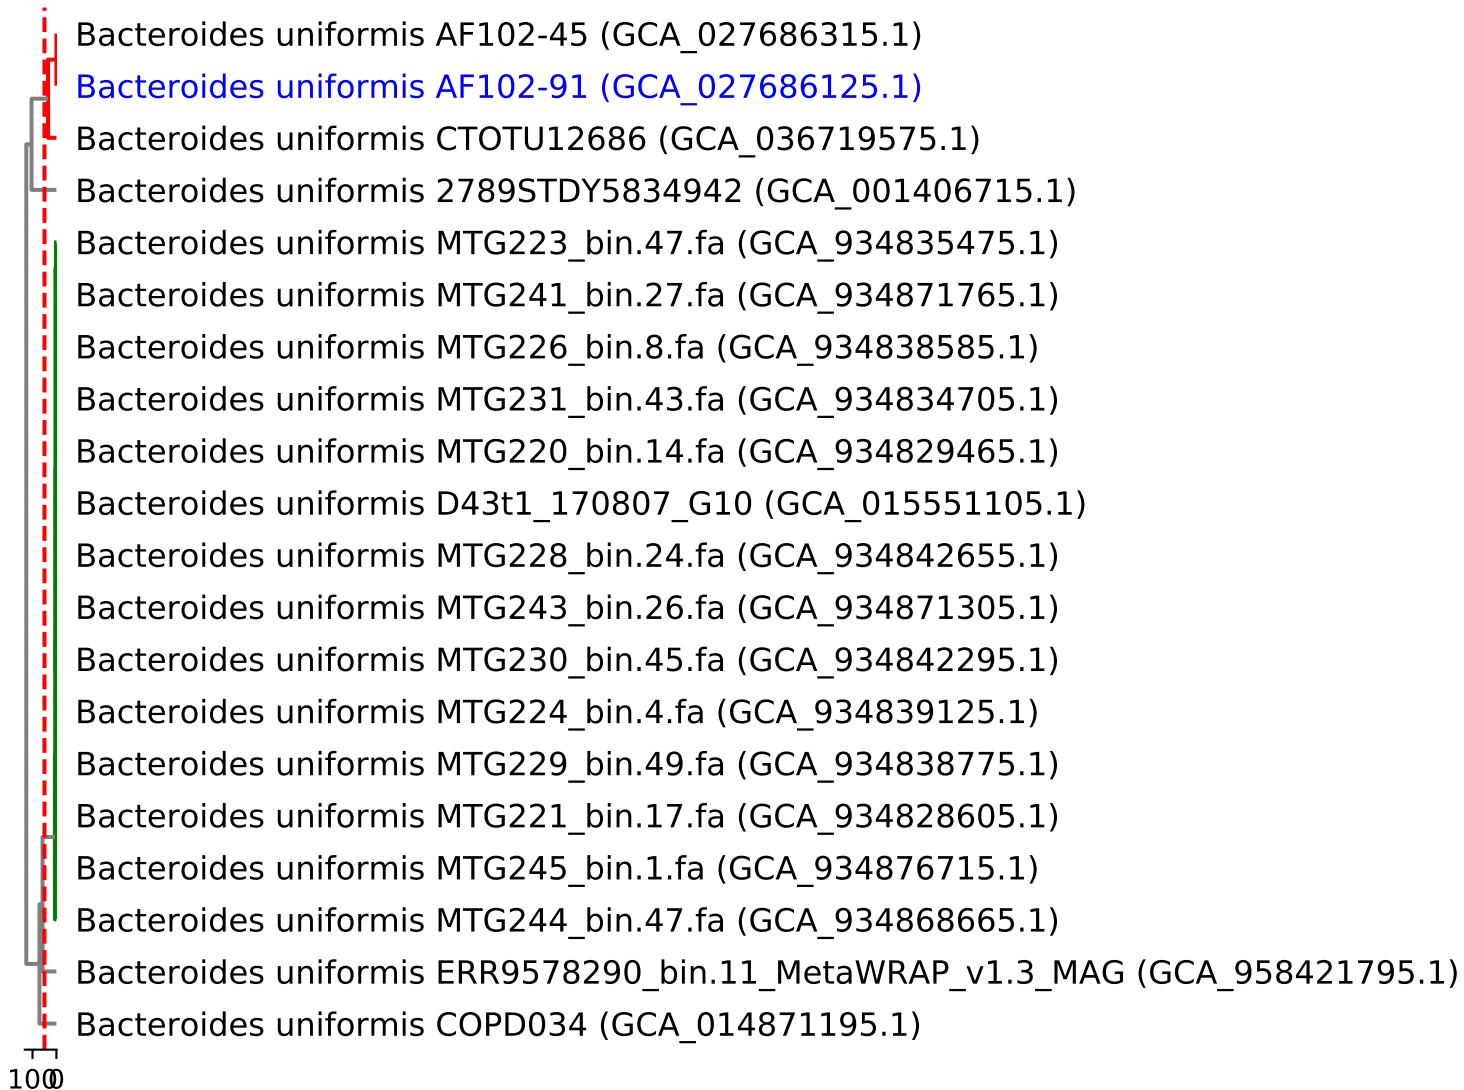 Bacteroides uniformis AF102-45 (GCA_027686315.1)
Bacteroides uniformis AF102-91 (GCA_027686125.1)
Bacteroides uniformis CTOTU12686 (GCA_036719575.1)
Bacteroides uniformis 2789STDY5834942 (GCA_001406715.1)
Bacteroides uniformis MTG223_bin.47.fa (GCA_934835475.1)
Bacteroides uniformis MTG241_bin.27.fa (GCA_934871765.1)
Bacteroides uniformis MTG226_bin.8.fa (GCA_934838585.1)
Bacteroides uniformis MTG231_bin.43.fa (GCA_934834705.1)
Bacteroides uniformis MTG220_bin.14.fa (GCA_934829465.1)
Bacteroides uniformis D43t1_170807_G10 (GCA_015551105.1)
Bacteroides uniformis MTG228_bin.24.fa (GCA_934842655.1)
Bacteroides uniformis MTG243_bin.26.fa (GCA_934871305.1)
Bacteroides uniformis MTG230_bin.45.fa (GCA_934842295.1)
Bacteroides uniformis MTG224_bin.4.fa (GCA_934839125.1)
Bacteroides uniformis MTG229_bin.49.fa (GCA_934838775.1)
Bacteroides uniformis MTG221_bin.17.fa (GCA_934828605.1)
Bacteroides uniformis MTG245_bin.1.fa (GCA_934876715.1)
Bacteroides uniformis MTG244_bin.47.fa (GCA_934868665.1)
Bacteroides uniformis ERR9578290_bin.11_MetaWRAP_v1.3_MAG (GCA_958421795.1)
Bacteroides uniformis COPD034 (GCA_014871195.1)
100 0